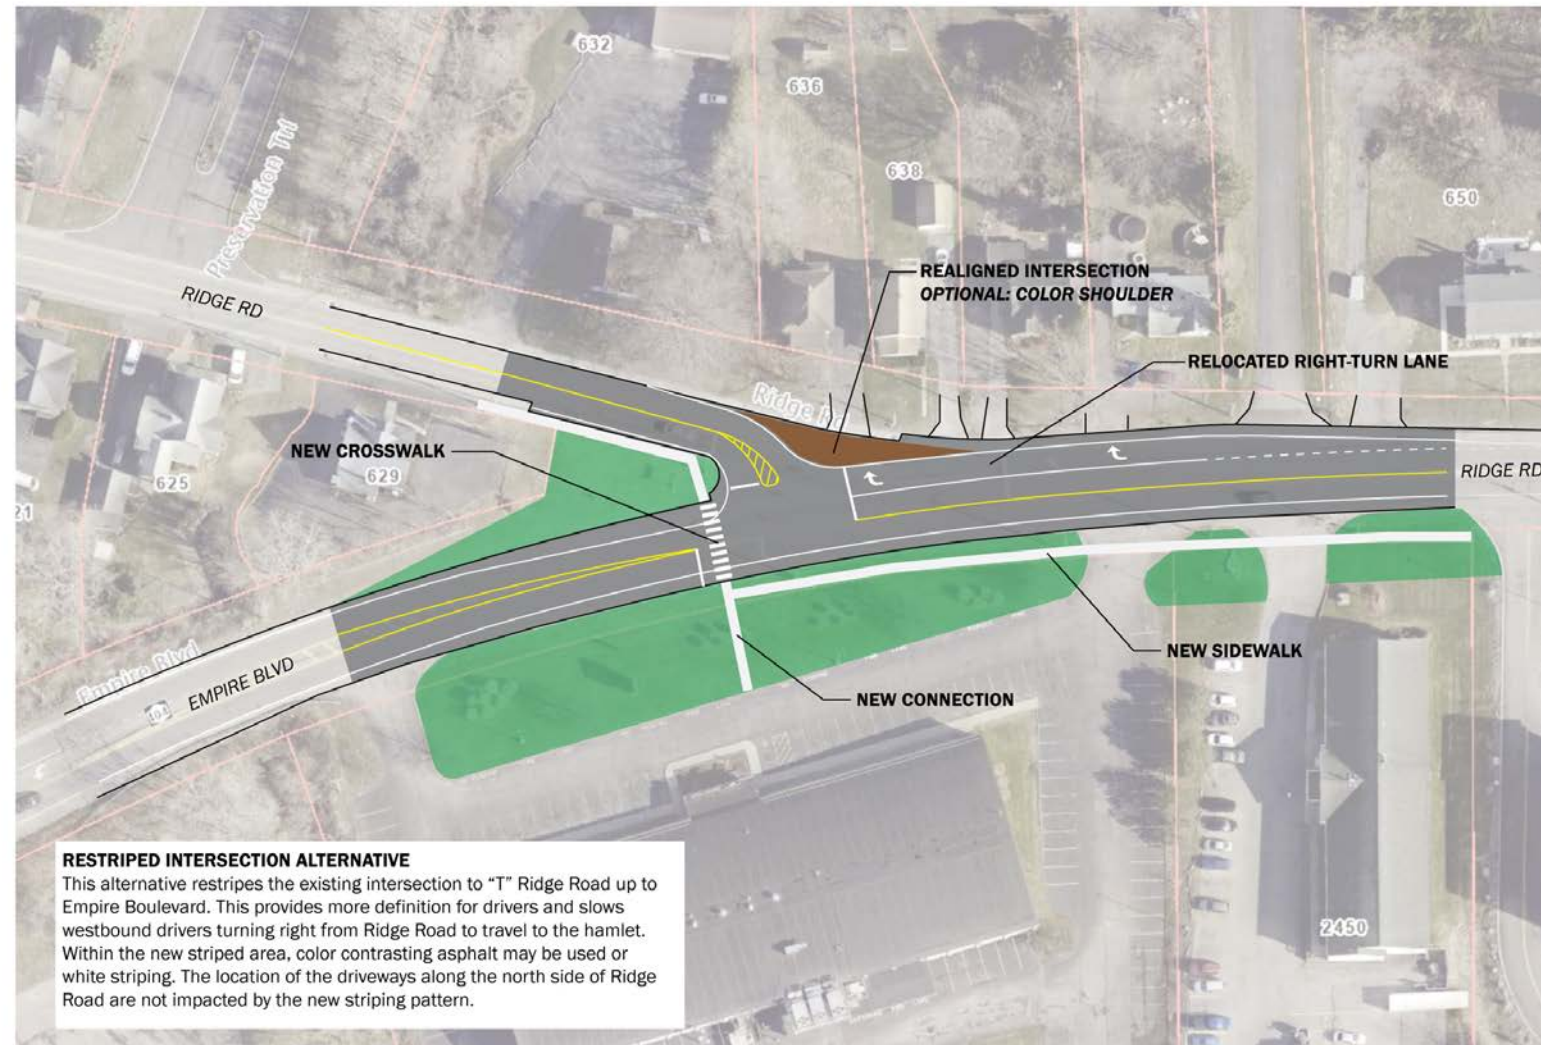 632
636
Preservation Trl
638
650
REALIGNED INTERSECTION
OPTIONAL: COLOR SHOULDER
RIDGE RD
RELOCATED RIGHT-TURN LANE
Ridge Rd
NEW CROSSWALK
629
625
RIDGE RD
21
NEW SIDEWALK
Empire Blvd
EMPIRE BLVD
NEW CONNECTION
404
RESTRIPED INTERSECTION ALTERNATIVE
This alternative restripes the existing intersection to “T” Ridge Road up to
Empire Boulevard. This provides more definition for drivers and slows
westbound drivers turning right from Ridge Road to travel to the hamlet.
Within the new striped area, color contrasting asphalt may be used or
white striping. The location of the driveways along the north side of Ridge
Road are not impacted by the new striping pattern.
2450